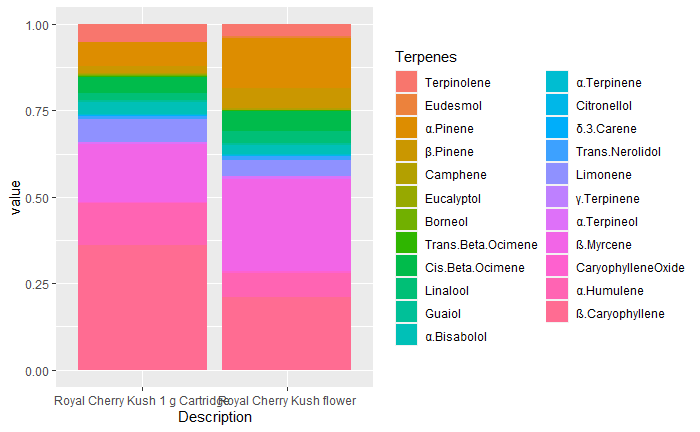 1.00
0.75
0.50
0.25
0.00
value
Royal Cherry Kush 1 g Cartridge
Royal Cherry Kush flower
Description
Terpenes
Terpinolene
Eudesmol
α.Pinene
β.Pinene
Camphene
Eucalyptol
Borneol
Trans.Beta.Ocimene
Cis.Beta.Ocimene
Linalool
Guaiol
α.Bisabolol
α.Terpinene
Citronellol
δ.3.Carene
Trans.Nerolidol
Limonene
γ.Terpinene
α.Terpineol
ß.Myrcene
CaryophylleneOxide
α.Humulene
ß.Caryophyllene